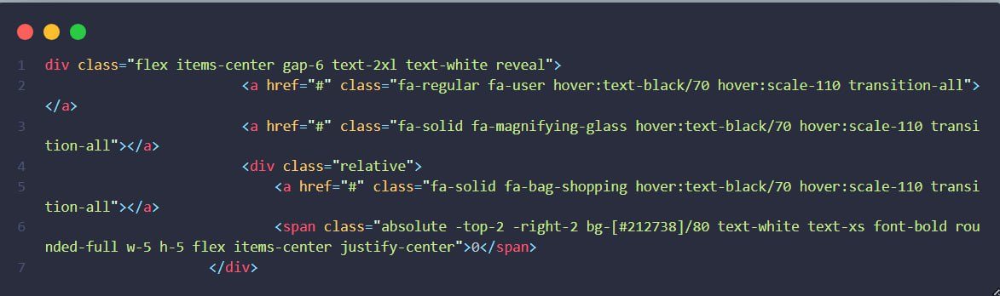 1 div class="flex items-center gap-6 text-2xl text-white reveal">
2 <a href="#" class="fa-regular fa-user hover:text-black/70 hover:scale-110 transition-all">
</a>
3 <a href="#" class="fa-solid fa-magnifying-glass hover:text-black/70 hover:scale-110 transi
tion-all"></a>
4 <div class="relative">
5 <a href="#" class="fa-solid fa-bag-shopping hover:text-black/70 hover:scale-110 transi
tion-all"></a>
6 <span class="absolute -top-2 -right-2 bg-[#212738]/80 text-white text-xs font-bold rou
nded-full w-5 h-5 flex items-center justify-center">0</span>
7 </div>